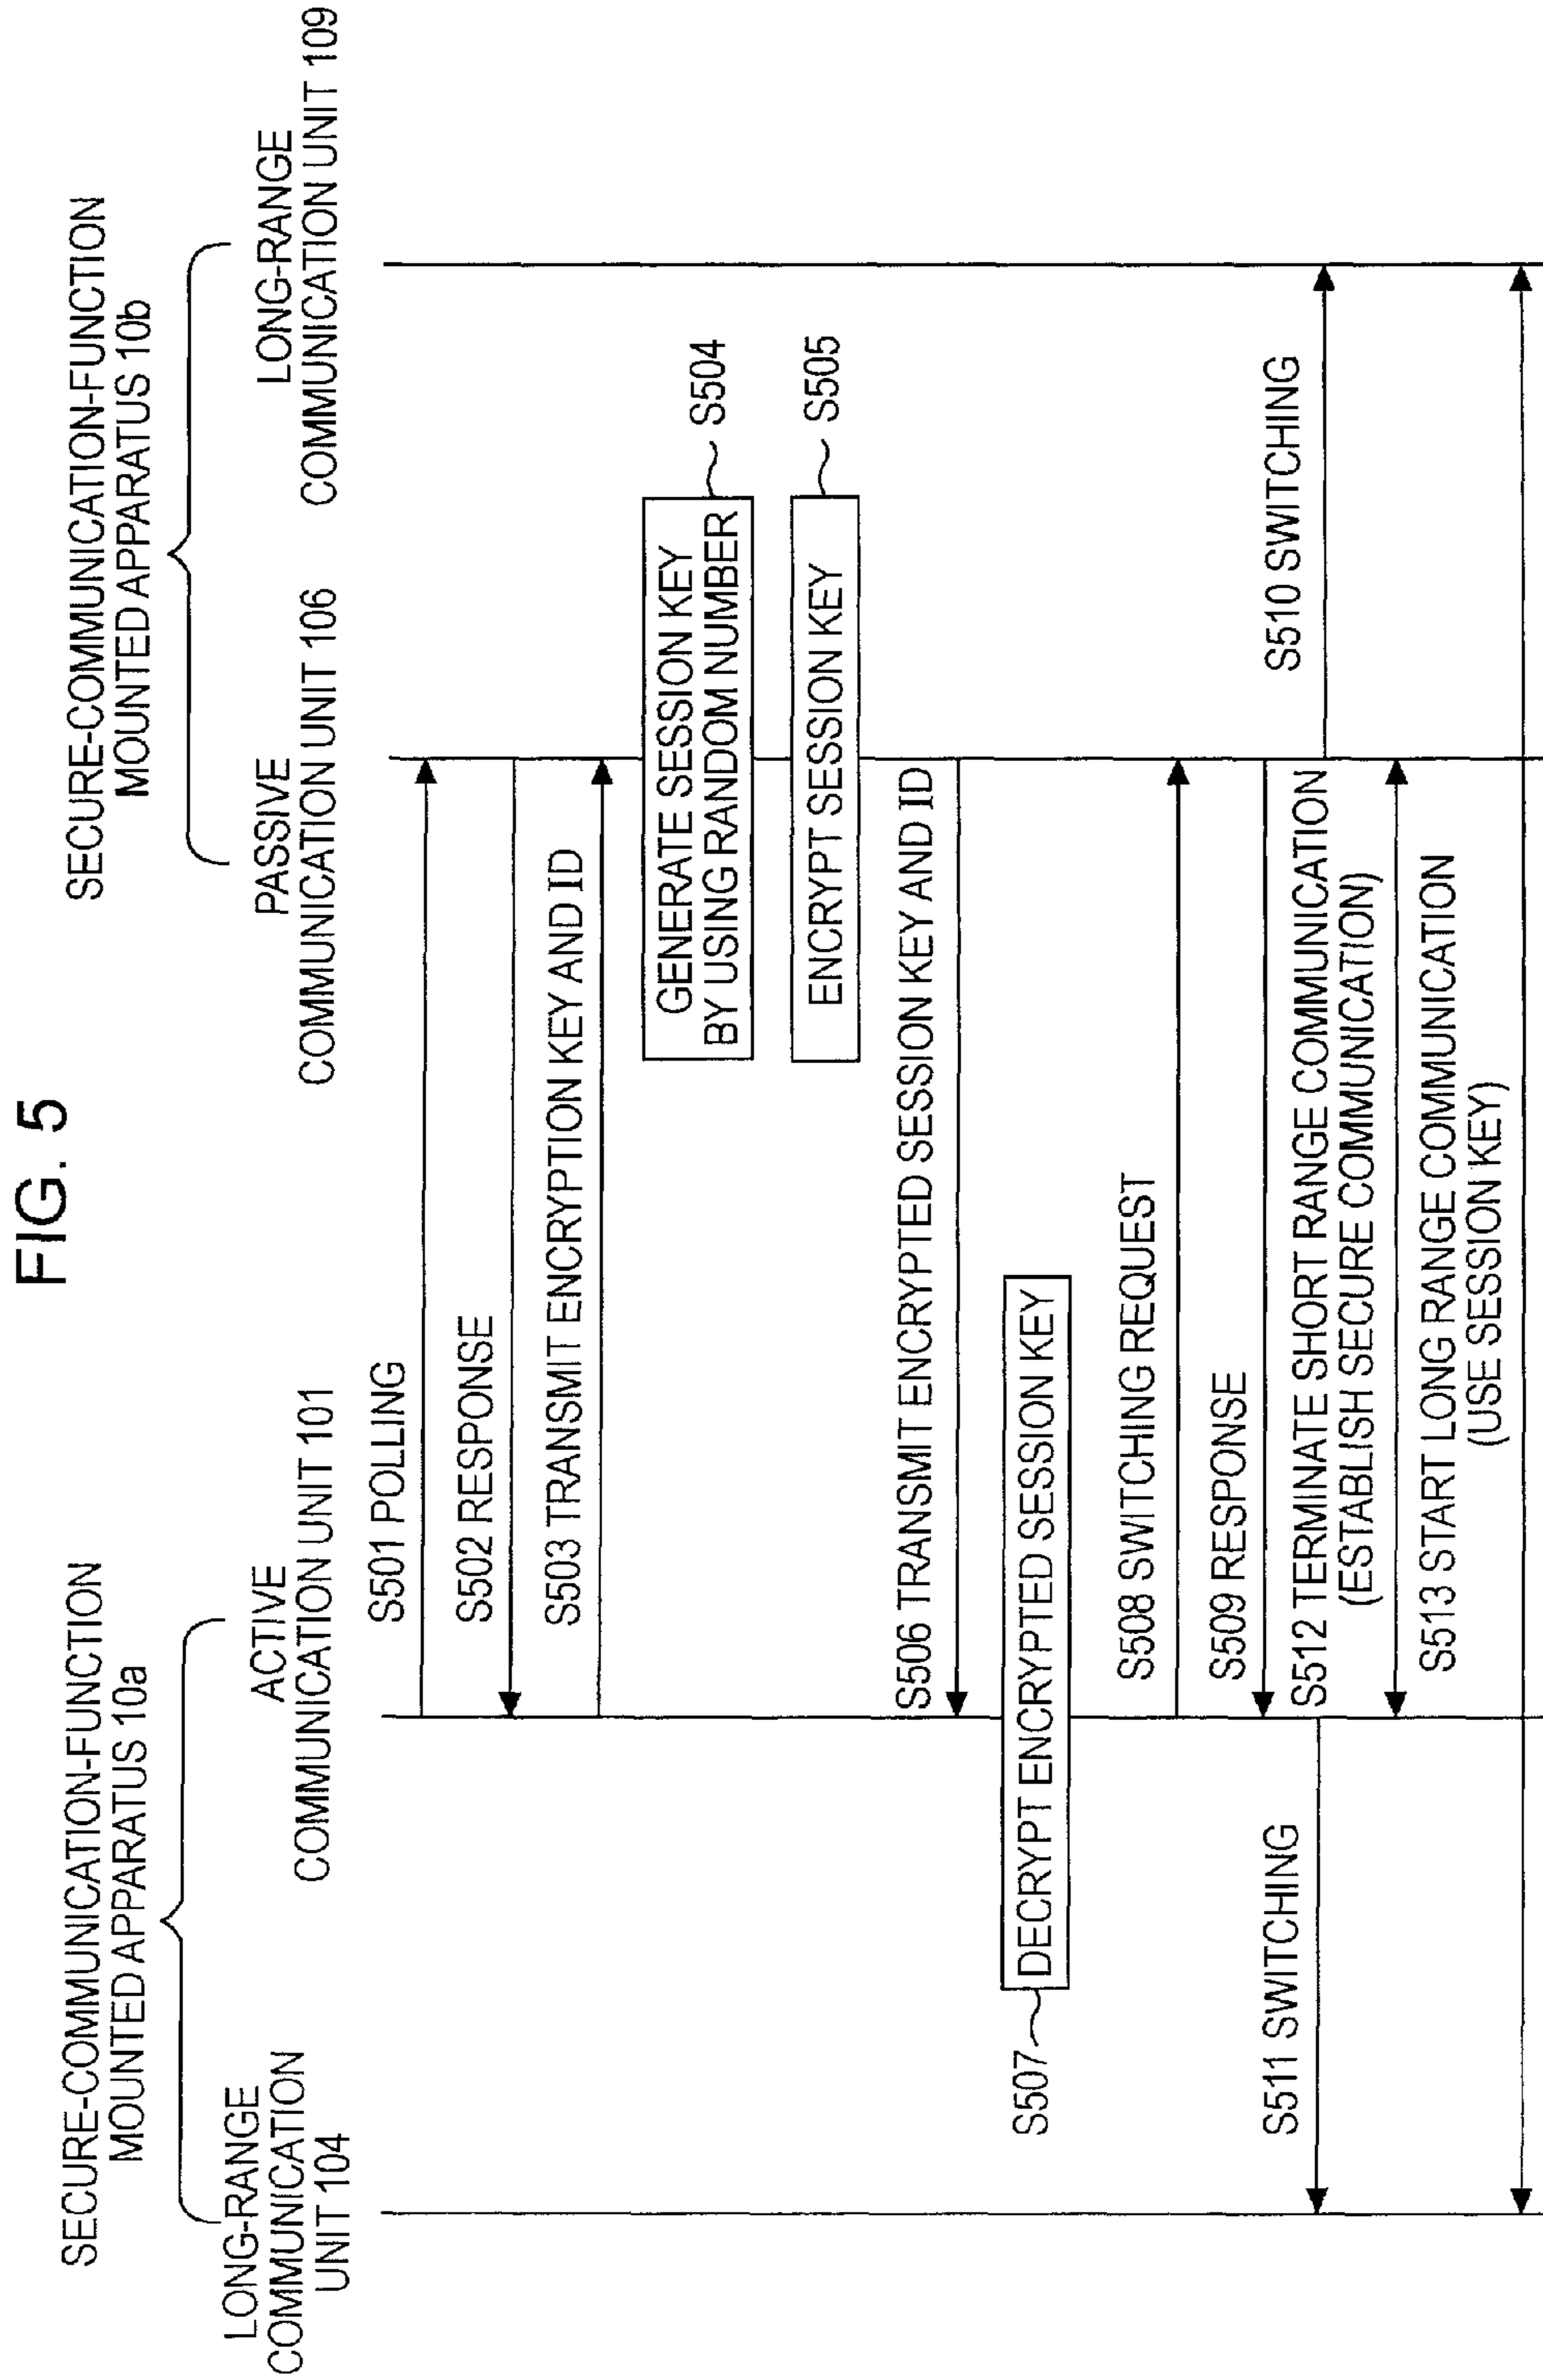 FIG. 5
SECURE-COMMUNICATION-FUNCTION
MOUNTED APPARATUS 10a
SECURE-COMMUNICATION-FUNCTION
MOUNTED APPARATUS 10b
LONG-RANGE
COMMUNICATION
UNIT 104
ACTIVE
COMMUNICATION UNIT 101
PASSIVE
COMMUNICATION UNIT 106
LONG-RANGE
COMMUNICATION UNIT 109
S501 POLLING
S502 RESPONSE
S503 TRANSMIT ENCRYPTION KEY AND ID
GENERATE SESSION KEY
BY USING RANDOM NUMBER
S504
ENCRYPT SESSION KEY
S505
S506 TRANSMIT ENCRYPTED SESSION KEY AND ID
S507
DECRYPT ENCRYPTED SESSION KEY
S508 SWITCHING REQUEST
S509 RESPONSE
S510 SWITCHING
S511 SWITCHING
S512 TERMINATE SHORT RANGE COMMUNICATION
(ESTABLISH SECURE COMMUNICATION)
S513 START LONG RANGE COMMUNICATION
(USE SESSION KEY)